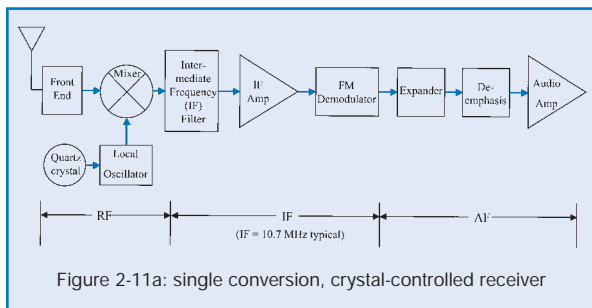 Front
End
Mixer
Inter-
mediate
Frequency
(IF)
Filter
IF
Amp
FM
Demodulator
Expander
De-
emphasis
Audio
Amp
Quartz
crystal
Local
Oscillator
RF
IF
AF
(IF = 10.7 MHz typical)
Figure 2-11a: single conversion, crystal-controlled receiver